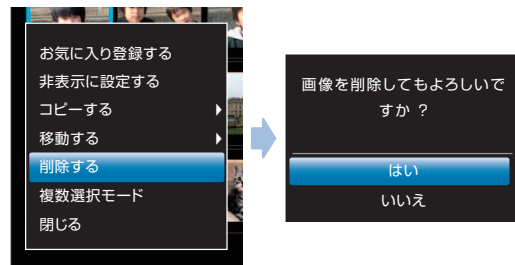 お気に入り登録する
非表示に設定する
コピーする
移動する
削除する
複数選択モード
閉じる
画像を削除してもよろしいで
すか ?
はい
いいえ